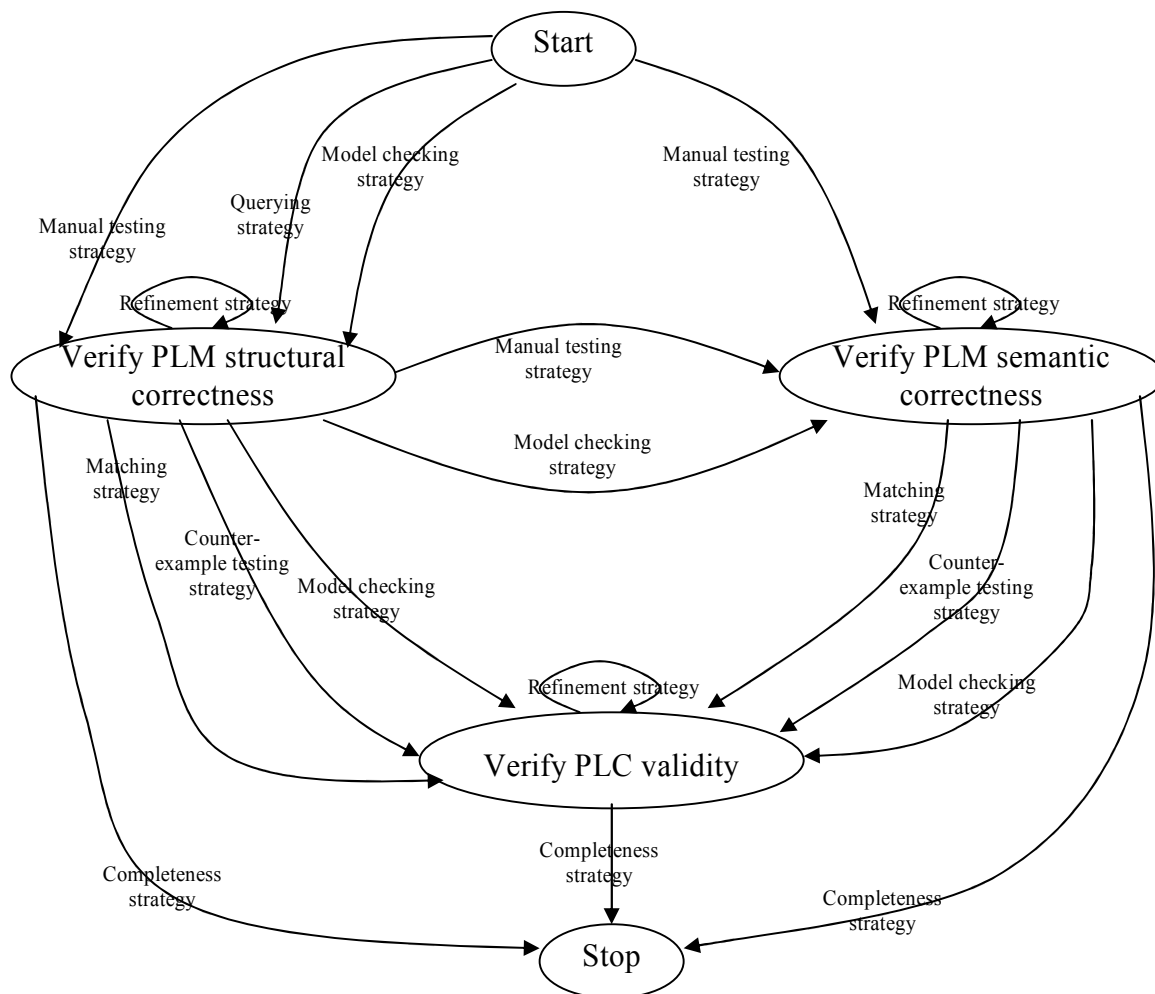 Start
Model checking
strategy
Manual testing
strategy
Querying
strategy
Manual testing
strategy
Refinement strategy
Refinement strategy
Verify PLM structural
correctness
Manual testing
strategy
Verify PLM semantic
correctness
Model checking
strategy
Matching
strategy
Matching
strategy
Counter-
example testing
strategy
Model checking
strategy
Counter-
example testing
strategy
Refinement strategy
Model checking
strategy
Verify PLC validity
Completeness
strategy
Completeness
strategy
Completeness
strategy
Stop